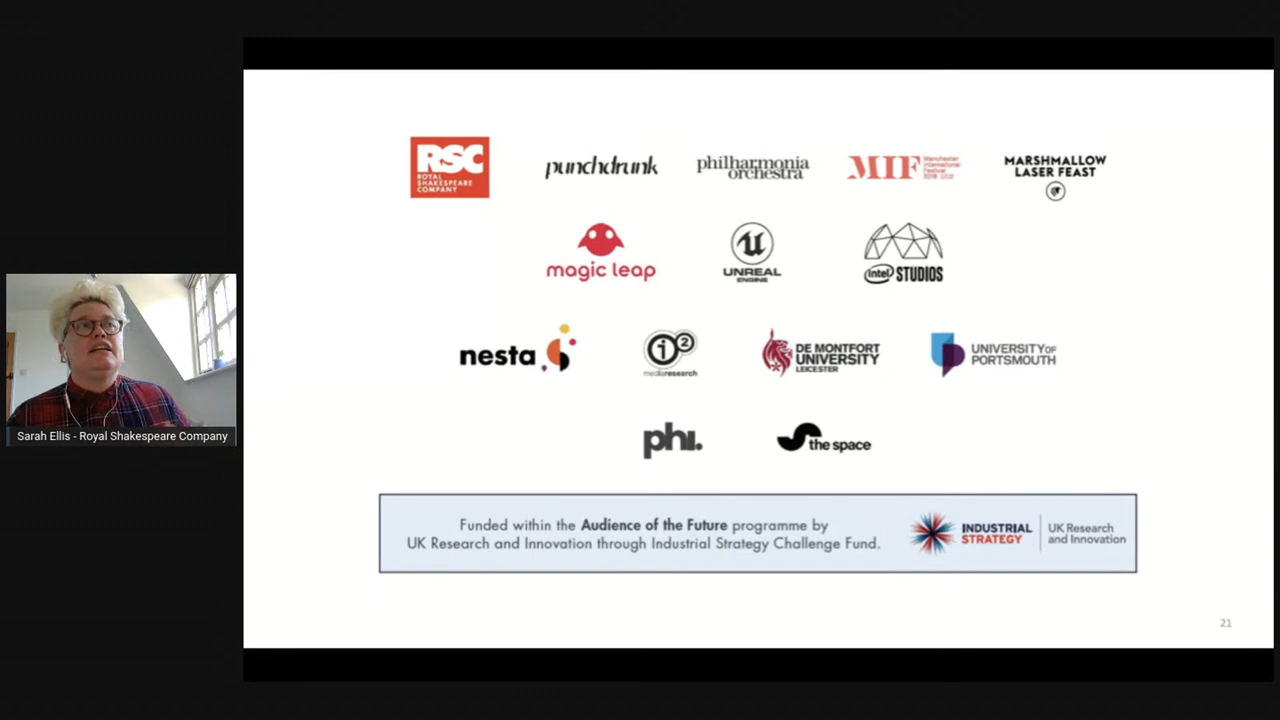 RSC
ROYAL
SHAKESPEARE
COMPANY
punchdrunk
philharmonia
orchestra
MIF
Manchester
International
Festival
MARSHMALLOW
LASER FEAST
magic leap
UNREAL
ENGINE
intel STUDIOS
nesta
i2
mediaresearch
DE MONTFORT
UNIVERSITY
LEICESTER
UNIVERSITY OF
PORTSMOUTH
Sarah Ellis - Royal Shakespeare Company
phi.
the space
Funded within the Audience of the Future programme by
UK Research and Innovation through Industrial Strategy Challenge Fund.
INDUSTRIAL
STRATEGY
UK Research
and Innovation
21